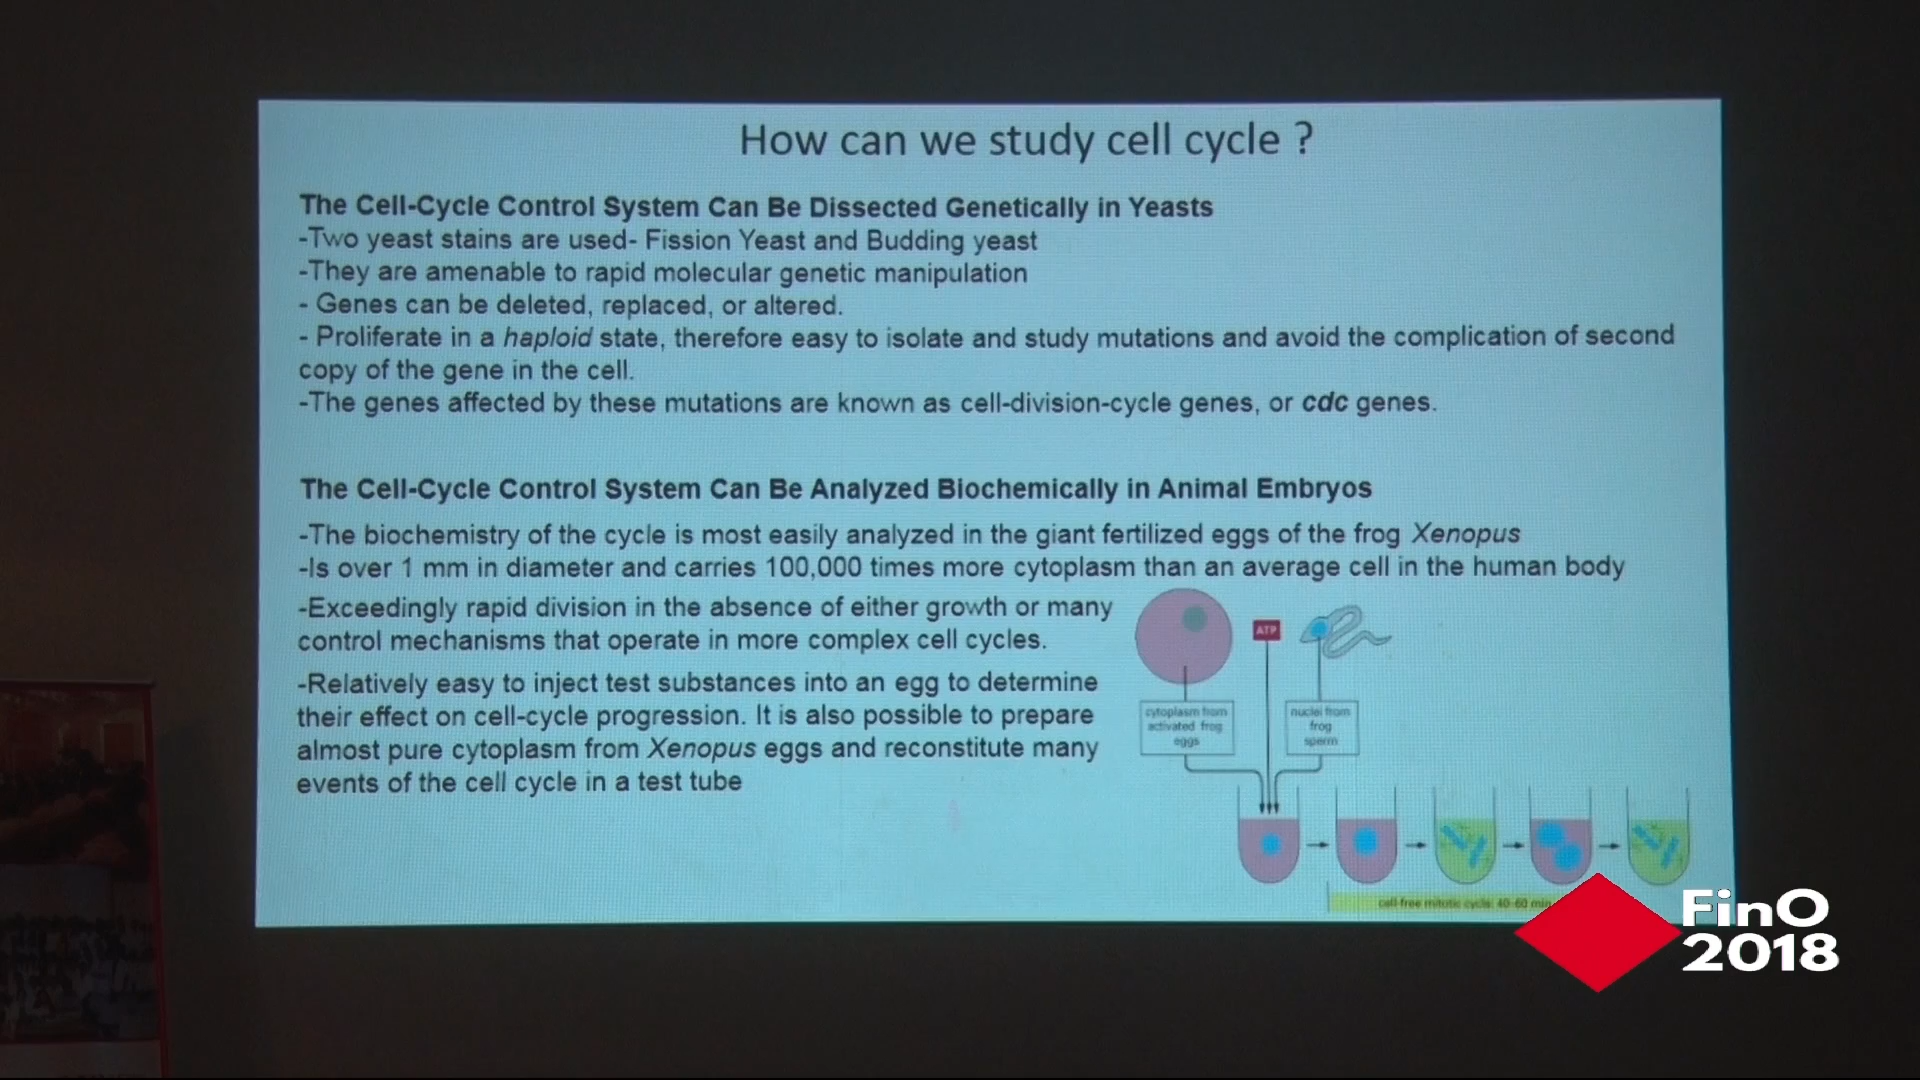 How can we study cell cycle ?
The Cell-Cycle Control System Can Be Dissected Genetically in Yeasts
-Two yeast stains are used- Fission Yeast and Budding yeast
-They are amenable to rapid molecular genetic manipulation
- Genes can be deleted, replaced, or altered.
- Proliferate in a haploid state, therefore easy to isolate and study mutations and avoid the complication of second
copy of the gene in the cell.
-The genes affected by these mutations are known as cell-division-cycle genes, or cdc genes.
The Cell-Cycle Control System Can Be Analyzed Biochemically in Animal Embryos
-The biochemistry of the cycle is most easily analyzed in the giant fertilized eggs of the frog Xenopus
-Is over 1 mm in diameter and carries 100,000 times more cytoplasm than an average cell in the human body
-Exceedingly rapid division in the absence of either growth or many
control mechanisms that operate in more complex cell cycles.
-Relatively easy to inject test substances into an egg to determine
their effect on cell-cycle progression. It is also possible to prepare
almost pure cytoplasm from Xenopus eggs and reconstitute many
events of the cell cycle in a test tube
ATP
cytoplasm from
activated frog
eggs
nuclei from
frog
sperm
cell-free mitotic cycle: 40-60 min
FinO
2018